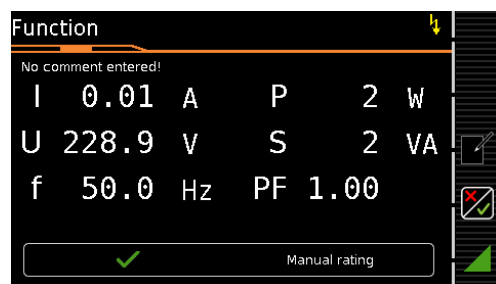 Function
No comment entered!
I 0.01 A P 2 W
U 228.9 V S 2 VA
f 50.0 Hz PF 1.00
Manual rating